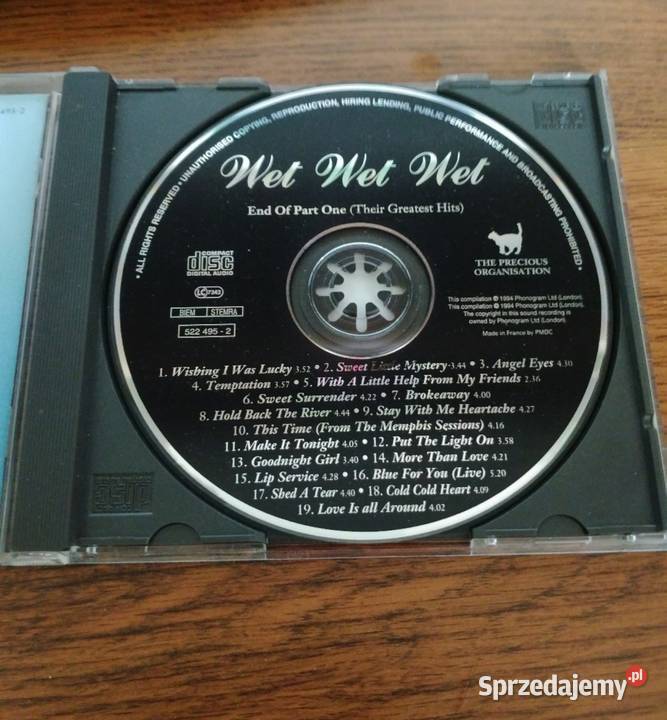 495-2
• ALL RIGHTS RESERVED • UNAUTHORISED COPYING, REPRODUCTION, HIRING LENDING, PUBLIC PERFORMANCE AND BROADCASTING PROHIBITED •
Wet Wet Wet
End Of Part One (Their Greatest Hits)
COMPACT
disc
DIGITAL AUDIO
LC 7343
BIEM STEMRA
522 495 - 2
THE PRECIOUS
ORGANISATION
This compilation ℗ 1994 Phonogram Ltd (London).
This compilation © 1994 Phonogram Ltd (London).
The copyright in this sound recording is
owned by Phonogram Ltd (London).
Made in France by PMDC
1. Wishing I Was Lucky 3.52 • 2. Sweet Little Mystery 3.44 • 3. Angel Eyes 4.30
4. Temptation 3.57 • 5. With A Little Help From My Friends 2.36
6. Sweet Surrender 4.22 • 7. Brokeaway 4.00
8. Hold Back The River 4.44 • 9. Stay With Me Heartache 4.27
10. This Time (From The Memphis Sessions) 4.16
11. Make It Tonight 4.05 • 12. Put The Light On 3.58
13. Goodnight Girl 3.40 • 14. More Than Love 4.21
15. Lip Service 4.28 • 16. Blue For You (Live) 5.20
17. Shed A Tear 4.40 • 18. Cold Cold Heart 4.09
19. Love Is all Around 4.02
Sprzedajemy.pl